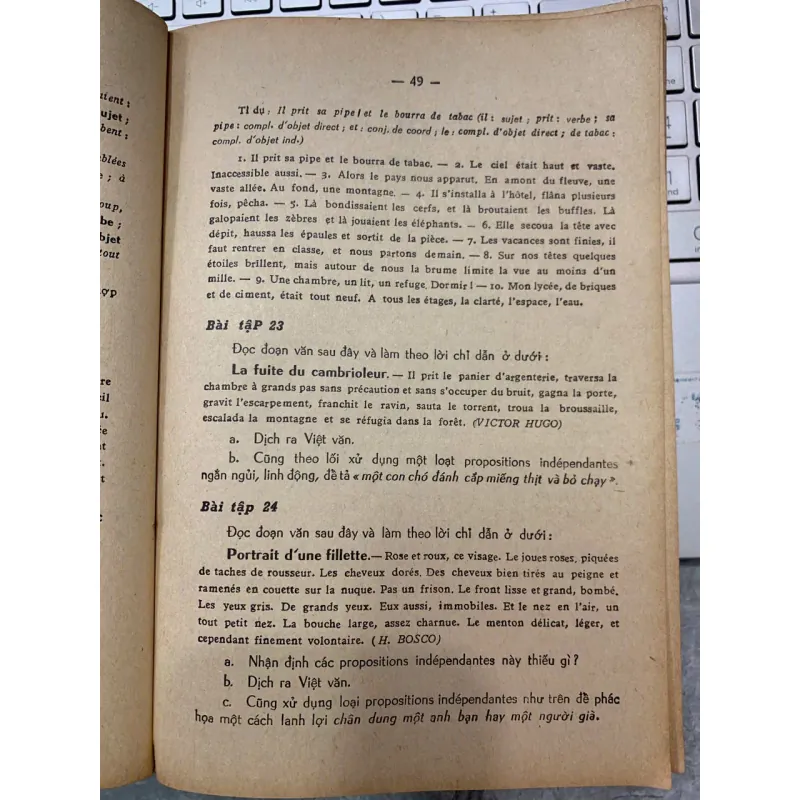 — 49 —
Tỉ dụ: Il prit sa pipe / et le bourra de tabac (il : sujet ; prit : verbe ; sa
pipe : compl. d'objet direct ; et : conj. de coord ; le : compl. d'objet direct ; de tabac :
compl. d'objet ind.)
1. Il prit sa pipe et le bourra de tabac. — 2. Le ciel était haut et vaste.
Inaccessible aussi. — 3. Alors le pays nous apparut. En amont du fleuve, une
vaste allée. Au fond, une montagne. — 4. Il s'installa à l'hôtel, flâna plusieurs
fois, pêcha. — 5. Là bondissaient les cerfs, et là broutaient les buffles. Là
galopaient les zèbres et là jouaient les éléphants. — 6. Elle secoua la tête avec
dépit, haussa les épaules et sortit de la pièce. — 7. Les vacances sont finies, il
faut rentrer en classe, et nous partons demain. — 8. Sur nos têtes quelques
étoiles brillent, mais autour de nous la brume limite la vue au moins d'un
mille. — 9. Une chambre, un lit, un refuge. Dormir ! — 10. Mon lycée, de briques
et de ciment, était tout neuf. A tous les étages, la clarté, l'espace, l'eau.
Bài tập 23
Đọc đoạn văn sau đây và làm theo lời chỉ dẫn ở dưới :
La fuite du cambrioleur. — Il prit le panier d'argenterie, traversa la
chambre à grands pas sans précaution et sans s'occuper du bruit, gagna la porte,
gravit l'escarpement, franchit le ravin, sauta le torrent, troua la broussaille,
escalada la montagne et se réfugia dans la forêt. (VICTOR HUGO)
a. Dịch ra Việt văn.
b. Cũng theo lối xử dụng một loạt propositions indépendantes
ngắn ngủi, linh động, để tả « một con chó đánh cắp miếng thịt và bỏ chạy ».
Bài tập 24
Đọc đoạn văn sau đây và làm theo lời chỉ dẫn ở dưới :
Portrait d'une fillette. — Rose et roux, ce visage. Le joues roses, piquées
de taches de rousseur. Les cheveux dorés. Des cheveux bien tirés au peigne et
ramenés en couette sur la nuque. Pas un frison. Le front lisse et grand, bombé.
Les yeux gris. De grands yeux. Eux aussi, immobiles. Et le nez en l'air, un
tout petit nez. La bouche large, assez charnue. Le menton délicat, léger, et
cependant finement volontaire. (H. BOSCO)
a. Nhận định các propositions indépendantes này thiếu gì ?
b. Dịch ra Việt văn.
c. Cũng xử dụng loại propositions indépendantes như trên để phác
họa một cách lanh lợi chân dung một anh bạn hay một người già.